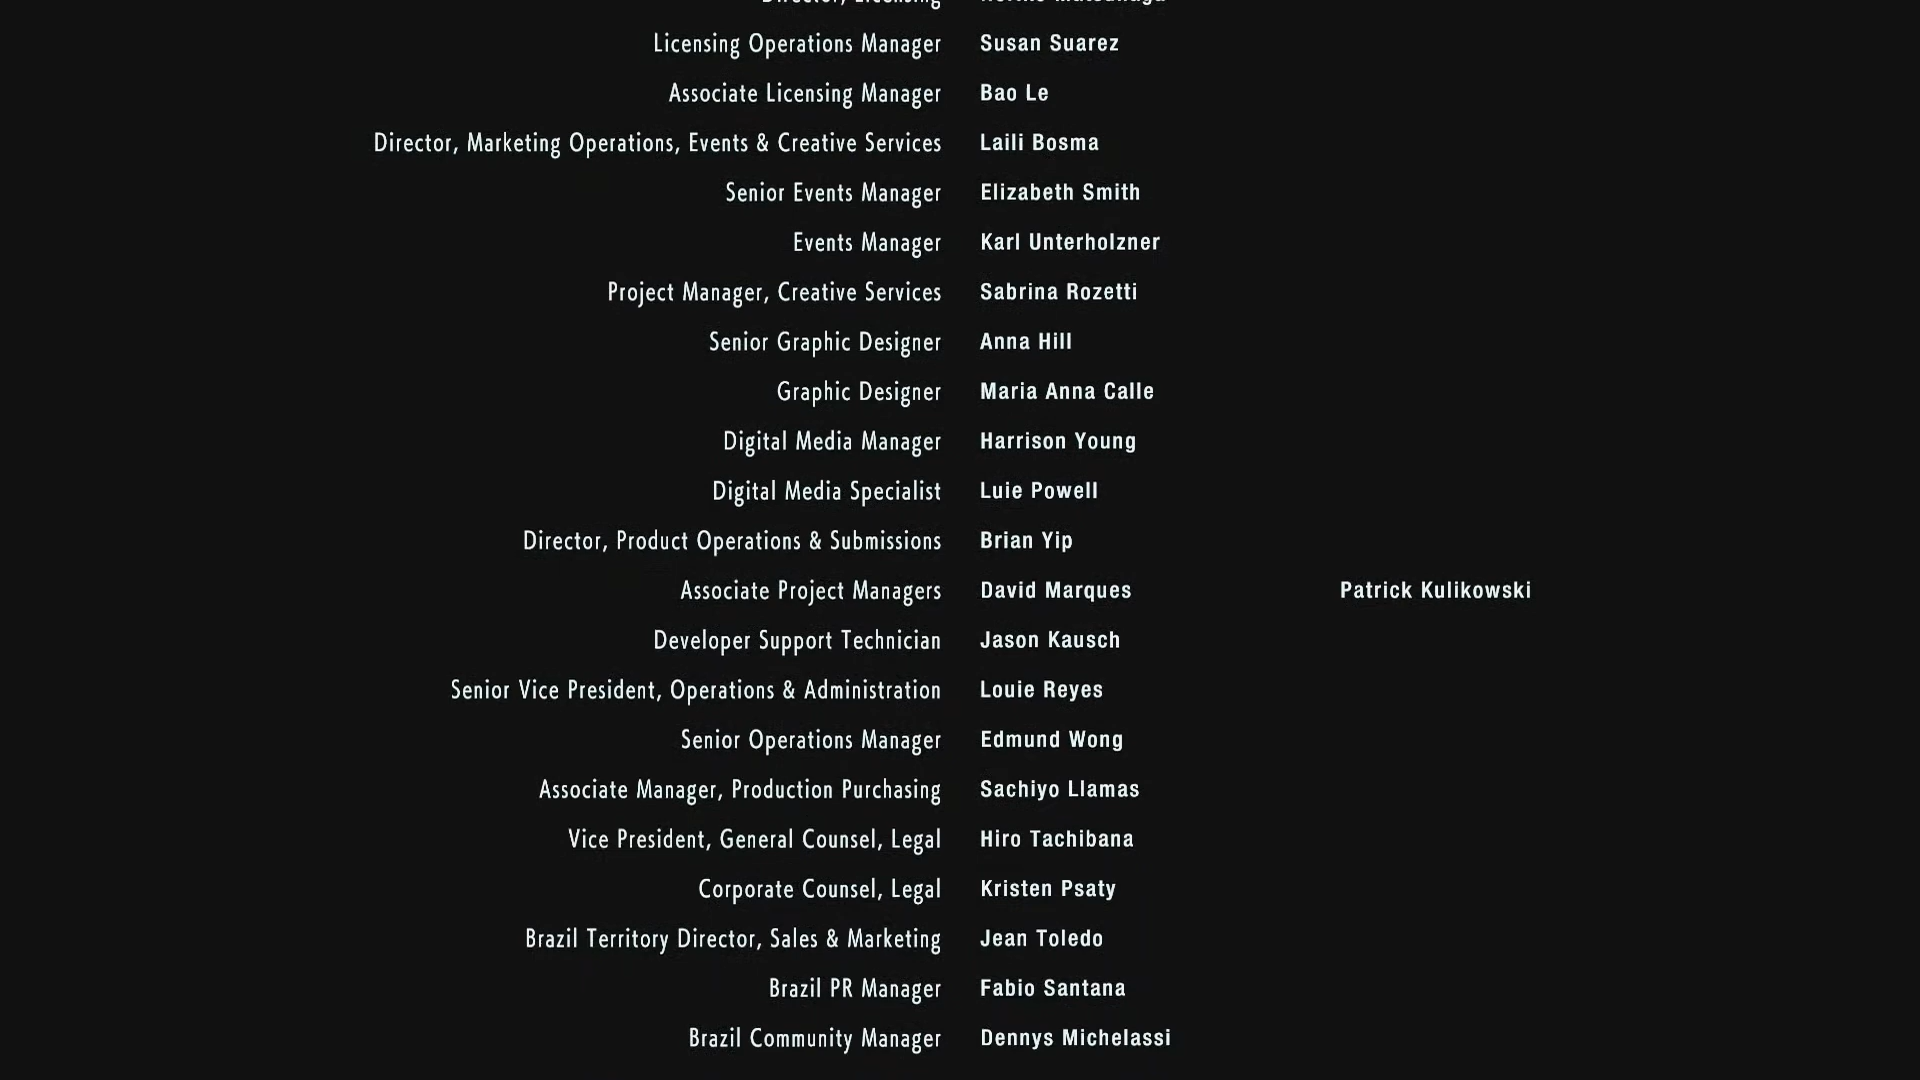 Director, Licensing
Licensing Operations Manager Susan Suarez
Associate Licensing Manager Bao Le
Director, Marketing Operations, Events & Creative Services Laili Bosma
Senior Events Manager Elizabeth Smith
Events Manager Karl Unterholzner
Project Manager, Creative Services Sabrina Rozetti
Senior Graphic Designer Anna Hill
Graphic Designer Maria Anna Calle
Digital Media Manager Harrison Young
Digital Media Specialist Luie Powell
Director, Product Operations & Submissions Brian Yip
Associate Project Managers David Marques Patrick Kulikowski
Developer Support Technician Jason Kausch
Senior Vice President, Operations & Administration Louie Reyes
Senior Operations Manager Edmund Wong
Associate Manager, Production Purchasing Sachiyo Llamas
Vice President, General Counsel, Legal Hiro Tachibana
Corporate Counsel, Legal Kristen Psaty
Brazil Territory Director, Sales & Marketing Jean Toledo
Brazil PR Manager Fabio Santana
Brazil Community Manager Dennys Michelassi